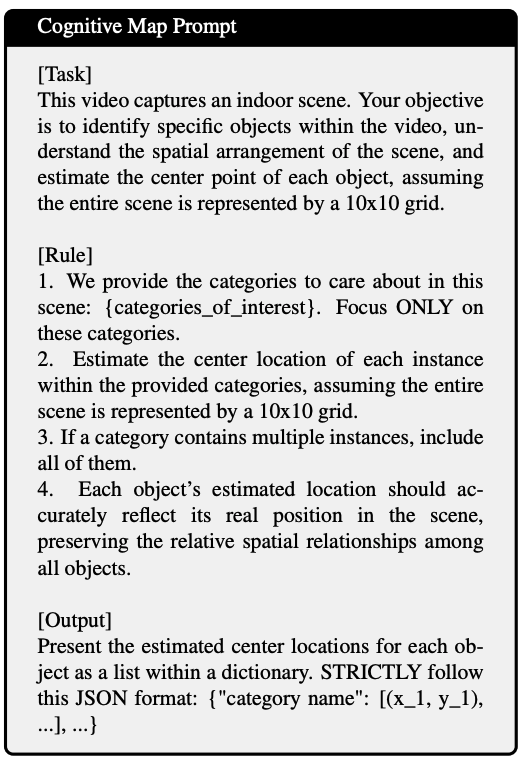 Cognitive Map Prompt
[Task]
This video captures an indoor scene. Your objective
is to identify specific objects within the video, un-
derstand the spatial arrangement of the scene, and
estimate the center point of each object, assuming
the entire scene is represented by a 10x10 grid.
[Rule]
1. We provide the categories to care about in this
scene: {categories_of_interest}. Focus ONLY on
these categories.
2. Estimate the center location of each instance
within the provided categories, assuming the entire
scene is represented by a 10x10 grid.
3. If a category contains multiple instances, include
all of them.
4. Each object's estimated location should ac-
curately reflect its real position in the scene,
preserving the relative spatial relationships among
all objects.
[Output]
Present the estimated center locations for each ob-
ject as a list within a dictionary. STRICTLY follow
this JSON format: {"category name": [(x_1, y_1),
...], ...}